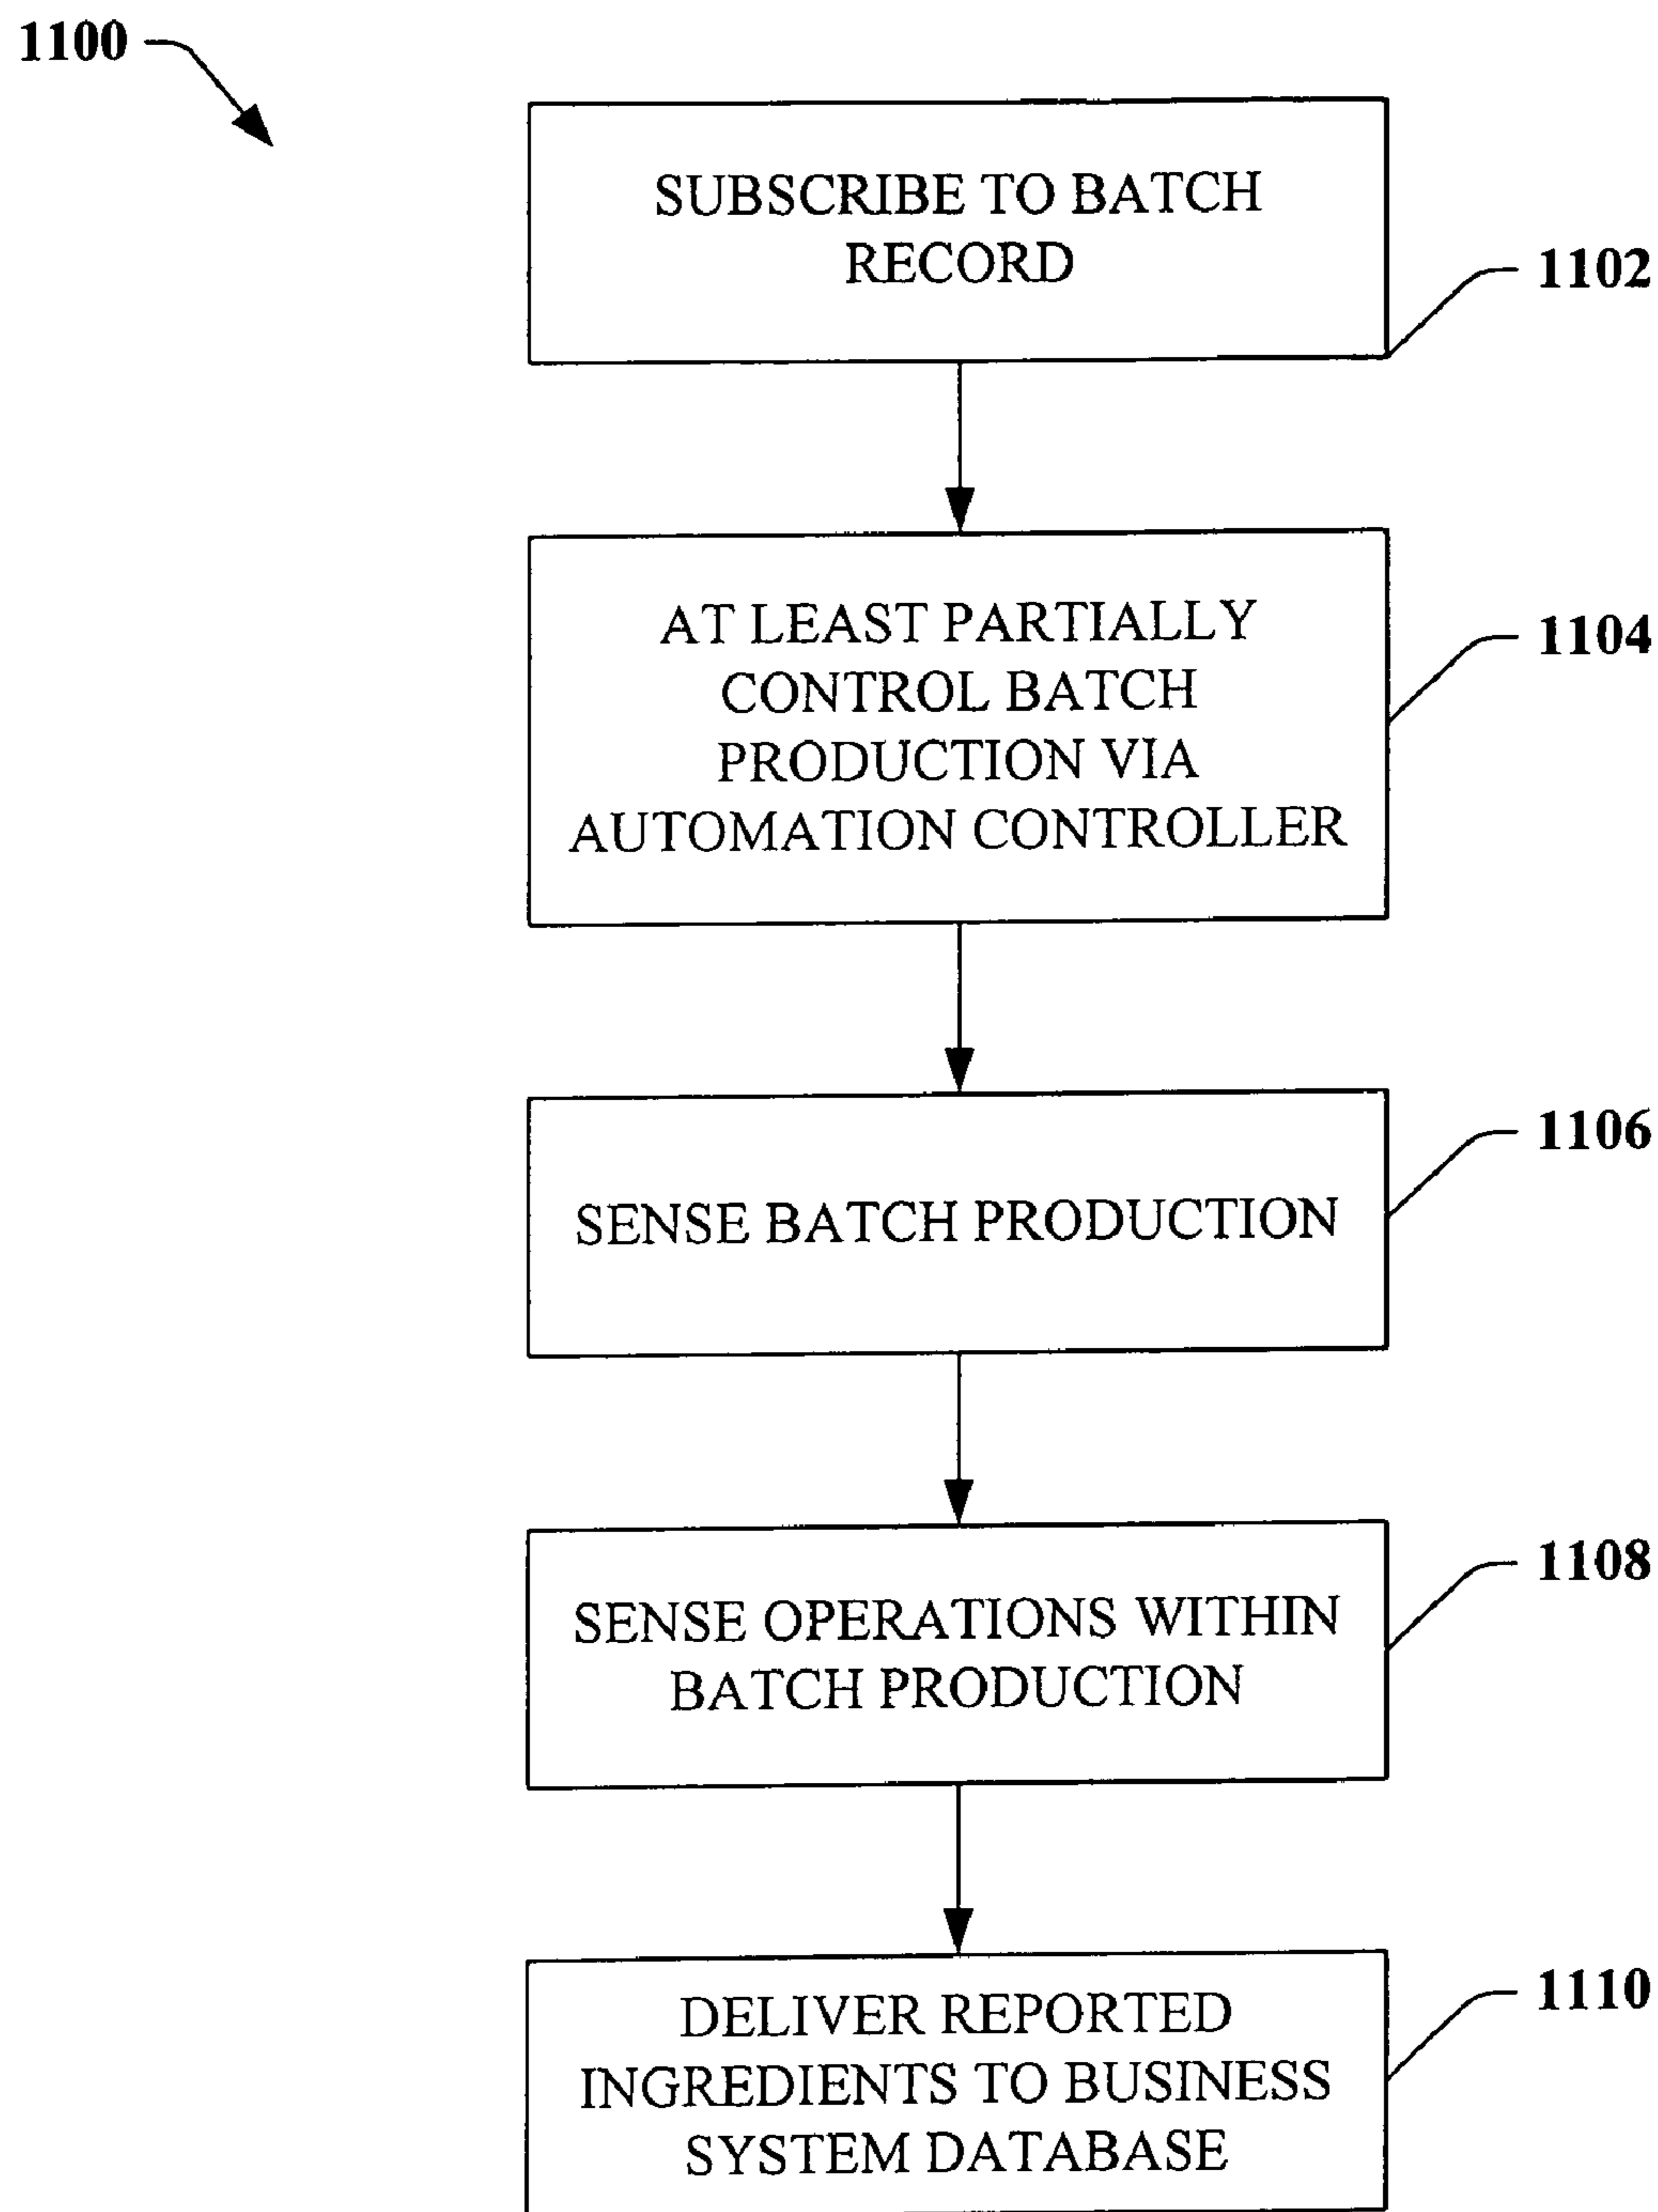 1100
SUBSCRIBE TO BATCH
RECORD
1102
AT LEAST PARTIALLY
CONTROL BATCH
PRODUCTION VIA
AUTOMATION CONTROLLER
1104
SENSE BATCH PRODUCTION
1106
SENSE OPERATIONS WITHIN
BATCH PRODUCTION
1108
DELIVER REPORTED
INGREDIENTS TO BUSINESS
SYSTEM DATABASE
1110